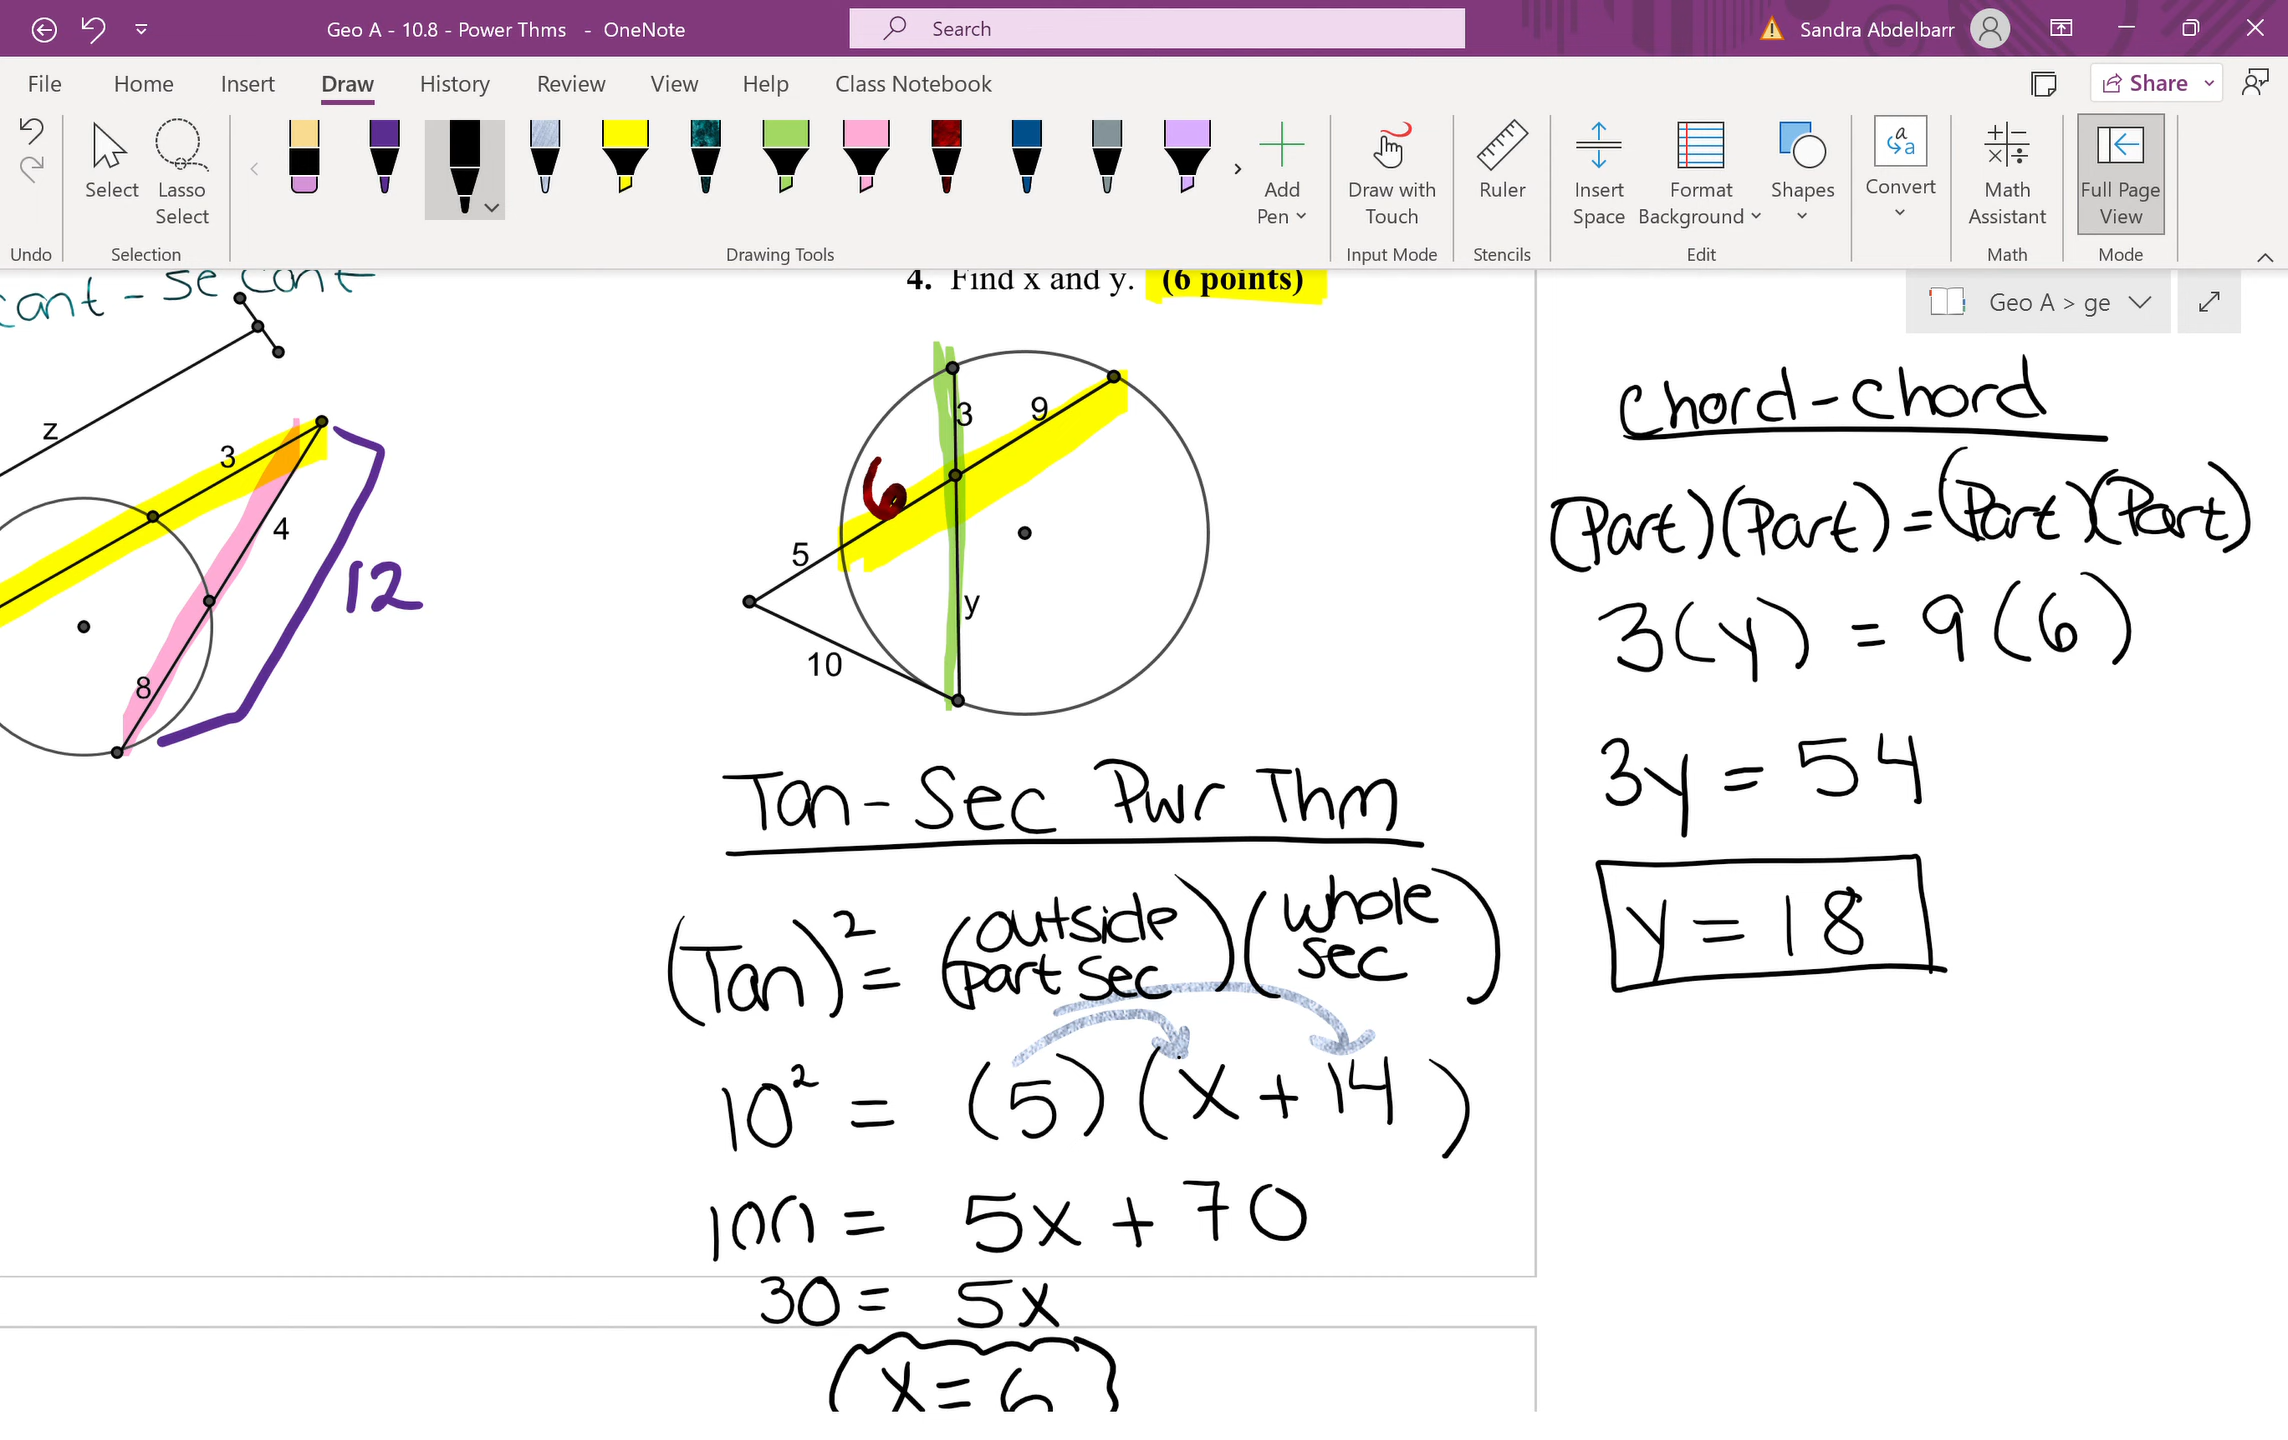 Geo A - 10.8 - Power Thms - OneNote
Search
Sandra Abdelbarr
File Home Insert Draw History Review View Help Class Notebook
Share
Select
Lasso Select
Add Pen
Draw with Touch
Ruler
Insert Space
Format Background
Shapes
Convert
Math Assistant
Full Page View
Undo
Selection
Drawing Tools
Input Mode
Stencils
Edit
Math
Mode
Geo A > ge
cant - secant
z
3
4
8
12
4. Find x and y. (6 points)
3
9
6
5
y
10
Tan - Sec Pwr Thm
(Tan)² = (outside part sec)(whole sec)
10² = (5)(x + 14)
100 = 5x + 70
30 = 5x
x = 6
Chord - Chord
(Part)(Part) = (Part)(Part)
3(y) = 9(6)
3y = 54
y = 18